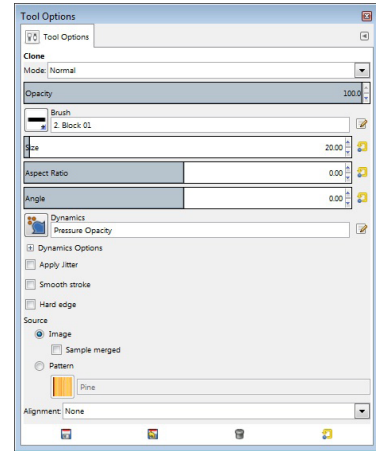 Tool Options
Tool Options
Clone
Mode: Normal
Opacity 100.0
Brush
2. Block 01
Size 20.00
Aspect Ratio 0.00
Angle 0.00
Dynamics
Pressure Opacity
Dynamics Options
Apply Jitter
Smooth stroke
Hard edge
Source
Image
Sample merged
Pattern
Pine
Alignment: None